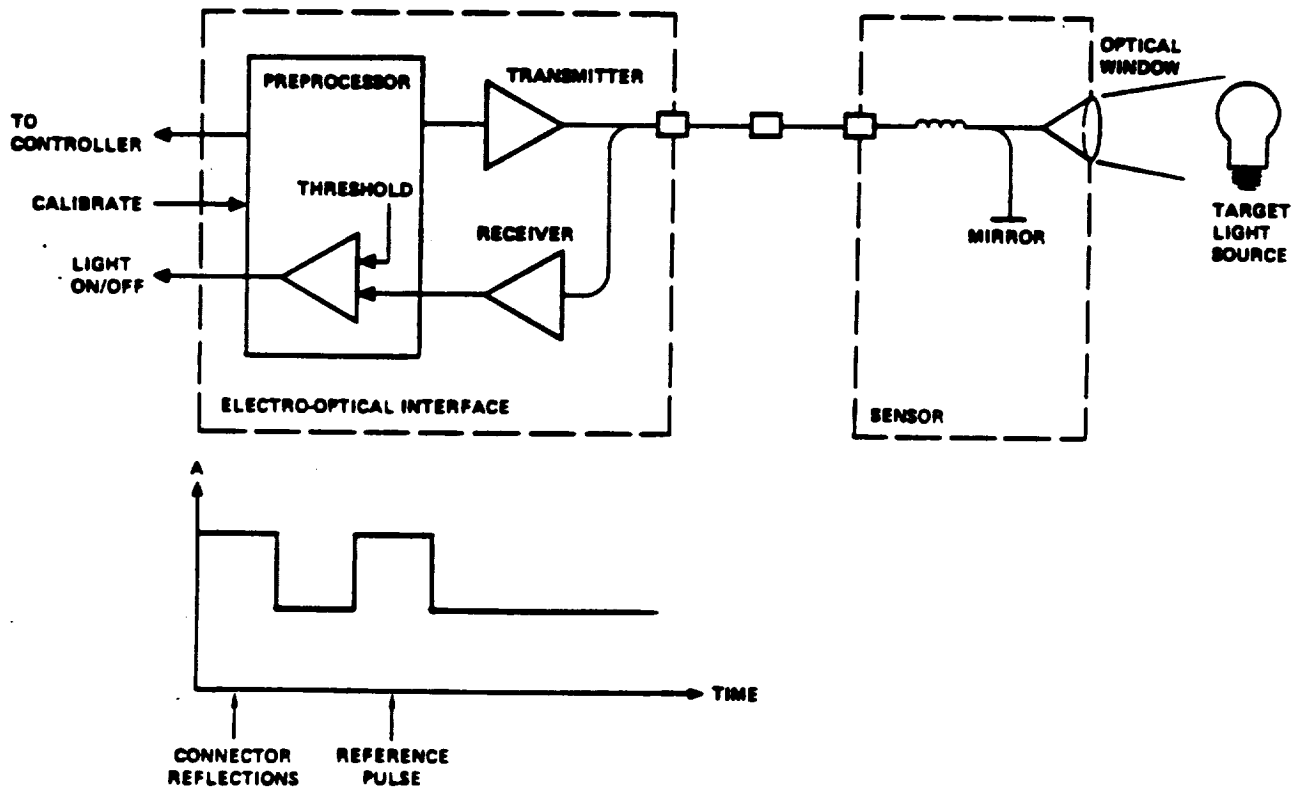 OPTICAL
WINDOW
PREPROCESSOR
TRANSMITTER
TO
CONTROLLER
THRESHOLD
CALIBRATE
RECEIVER
MIRROR
TARGET
LIGHT
SOURCE
LIGHT
ON/OFF
ELECTRO-OPTICAL INTERFACE
SENSOR
A
TIME
CONNECTOR
REFLECTIONS
REFERENCE
PULSE